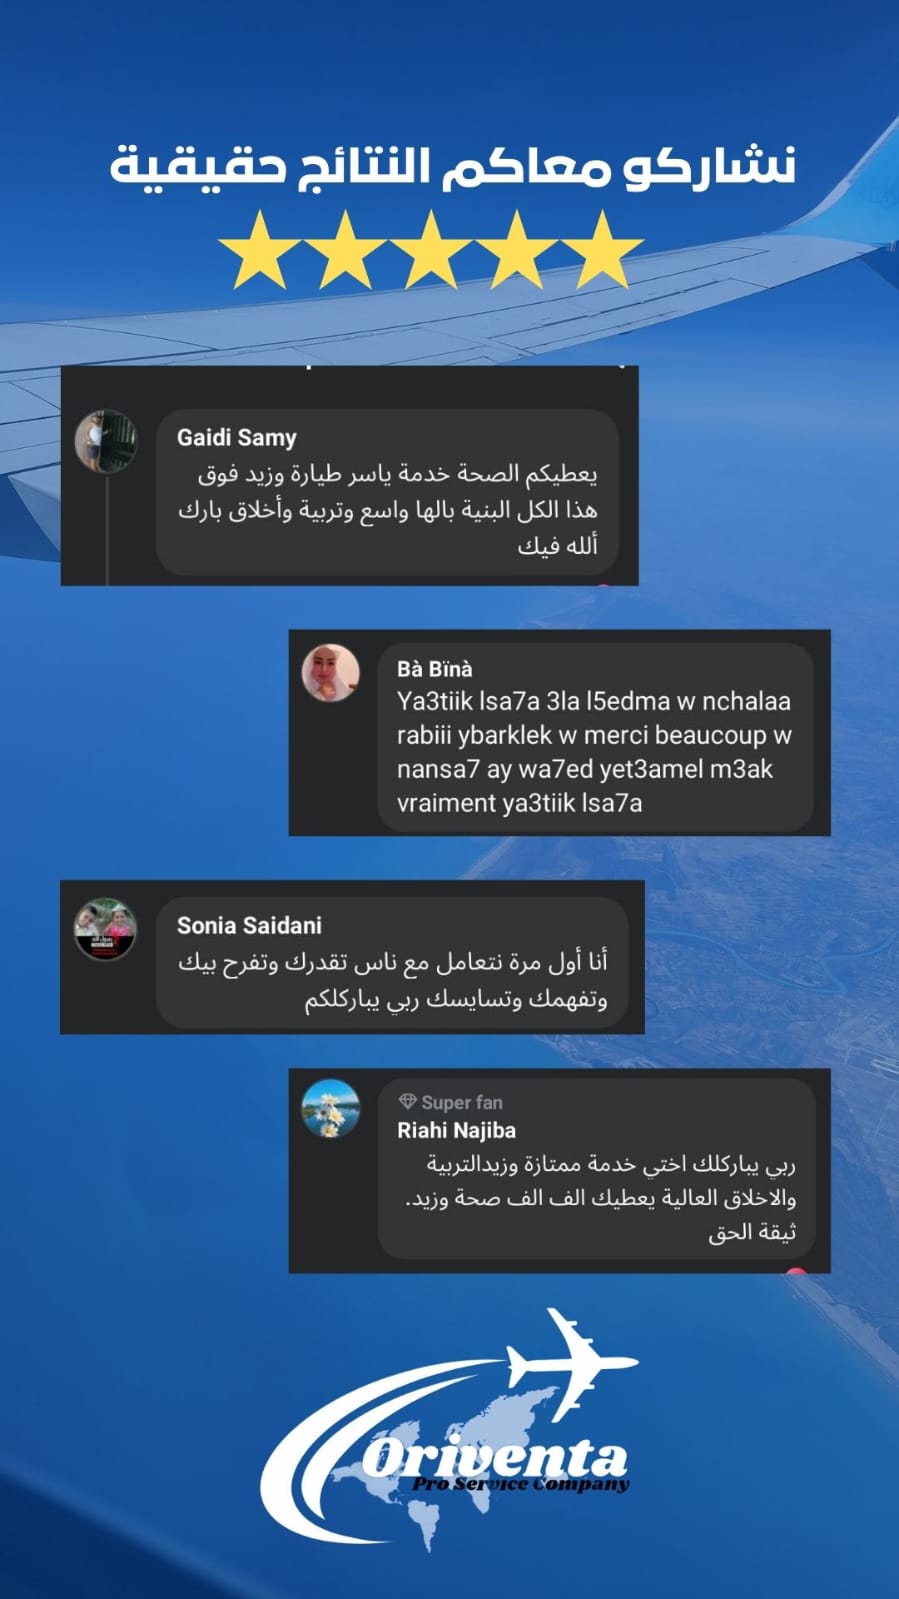 نشاركو معاكم النتائج حقيقية
Gaidi Samy
يعطيكم الصحة خدمة ياسر طيارة وزيد فوق
هذا الكل البنية بالها واسع وتربية وأخلاق بارك
ألله فيك
Bà Bïnà
Ya3tiik lsa7a 3la l5edma w nchalaa
rabiii ybarklek w merci beaucoup w
nansa7 ay wa7ed yet3amel m3ak
vraiment ya3tiik lsa7a
Sonia Saidani
أنا أول مرة نتعامل مع ناس تقدرك وتفرح بيك
وتفهمك وتسايسك ربي يباركلكم
Super fan
Riahi Najiba
ربي يباركلك اختي خدمة ممتازة وزيدالتربية
والاخلاق العالية يعطيك الف الف صحة وزيد.
ثيقة الحق
Oriventa
Pro Service Company